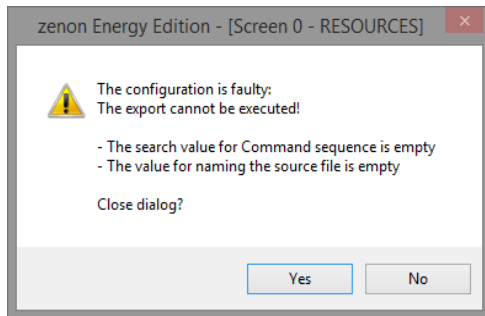 zenon Energy Edition - [Screen 0 - RESOURCES]
The configuration is faulty:
The export cannot be executed!
- The search value for Command sequence is empty
- The value for naming the source file is empty
Close dialog?
Yes
No